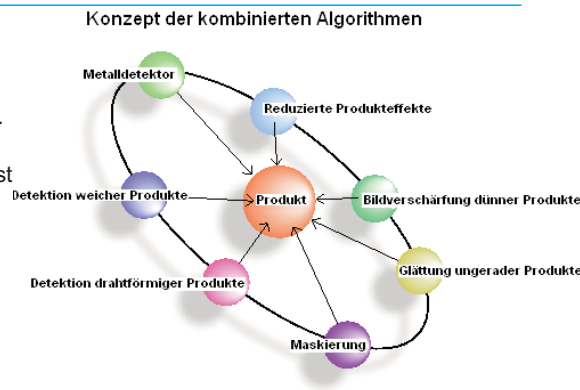 Konzept der kombinierten Algorithmen
Metalldetektor
Reduzierte Produkteffekte
.
st
Detektion weicher Produkte
Produkt
Bildverschärfung dünner Produkte
Glättung ungerader Produkte
Detektion drahtförmiger Produkte
Maskierung